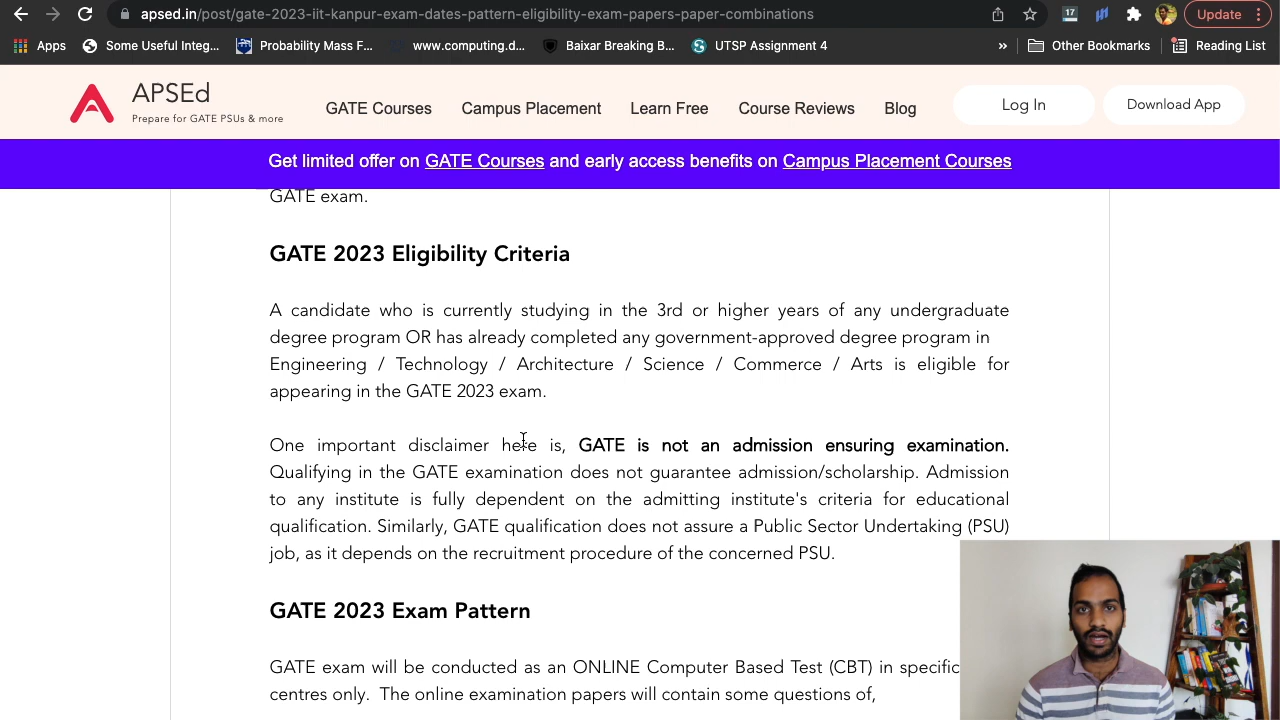 apsed.in/post/gate-2023-iit-kanpur-exam-dates-pattern-eligibility-exam-papers-paper-combinations
17
Update
Apps
Some Useful Integ...
Probability Mass F...
www.computing.d...
Baixar Breaking B...
UTSP Assignment 4
»
Other Bookmarks
Reading List
APSEd
Prepare for GATE PSUs & more
GATE Courses
Campus Placement
Learn Free
Course Reviews
Blog
Log In
Download App
Get limited offer on GATE Courses and early access benefits on Campus Placement Courses
GATE exam.
GATE 2023 Eligibility Criteria
A candidate who is currently studying in the 3rd or higher years of any undergraduate
degree program OR has already completed any government-approved degree program in
Engineering / Technology / Architecture / Science / Commerce / Arts is eligible for
appearing in the GATE 2023 exam.
One important disclaimer here is, GATE is not an admission ensuring examination.
Qualifying in the GATE examination does not guarantee admission/scholarship. Admission
to any institute is fully dependent on the admitting institute's criteria for educational
qualification. Similarly, GATE qualification does not assure a Public Sector Undertaking (PSU)
job, as it depends on the recruitment procedure of the concerned PSU.
GATE 2023 Exam Pattern
GATE exam will be conducted as an ONLINE Computer Based Test (CBT) in specific
centres only. The online examination papers will contain some questions of,